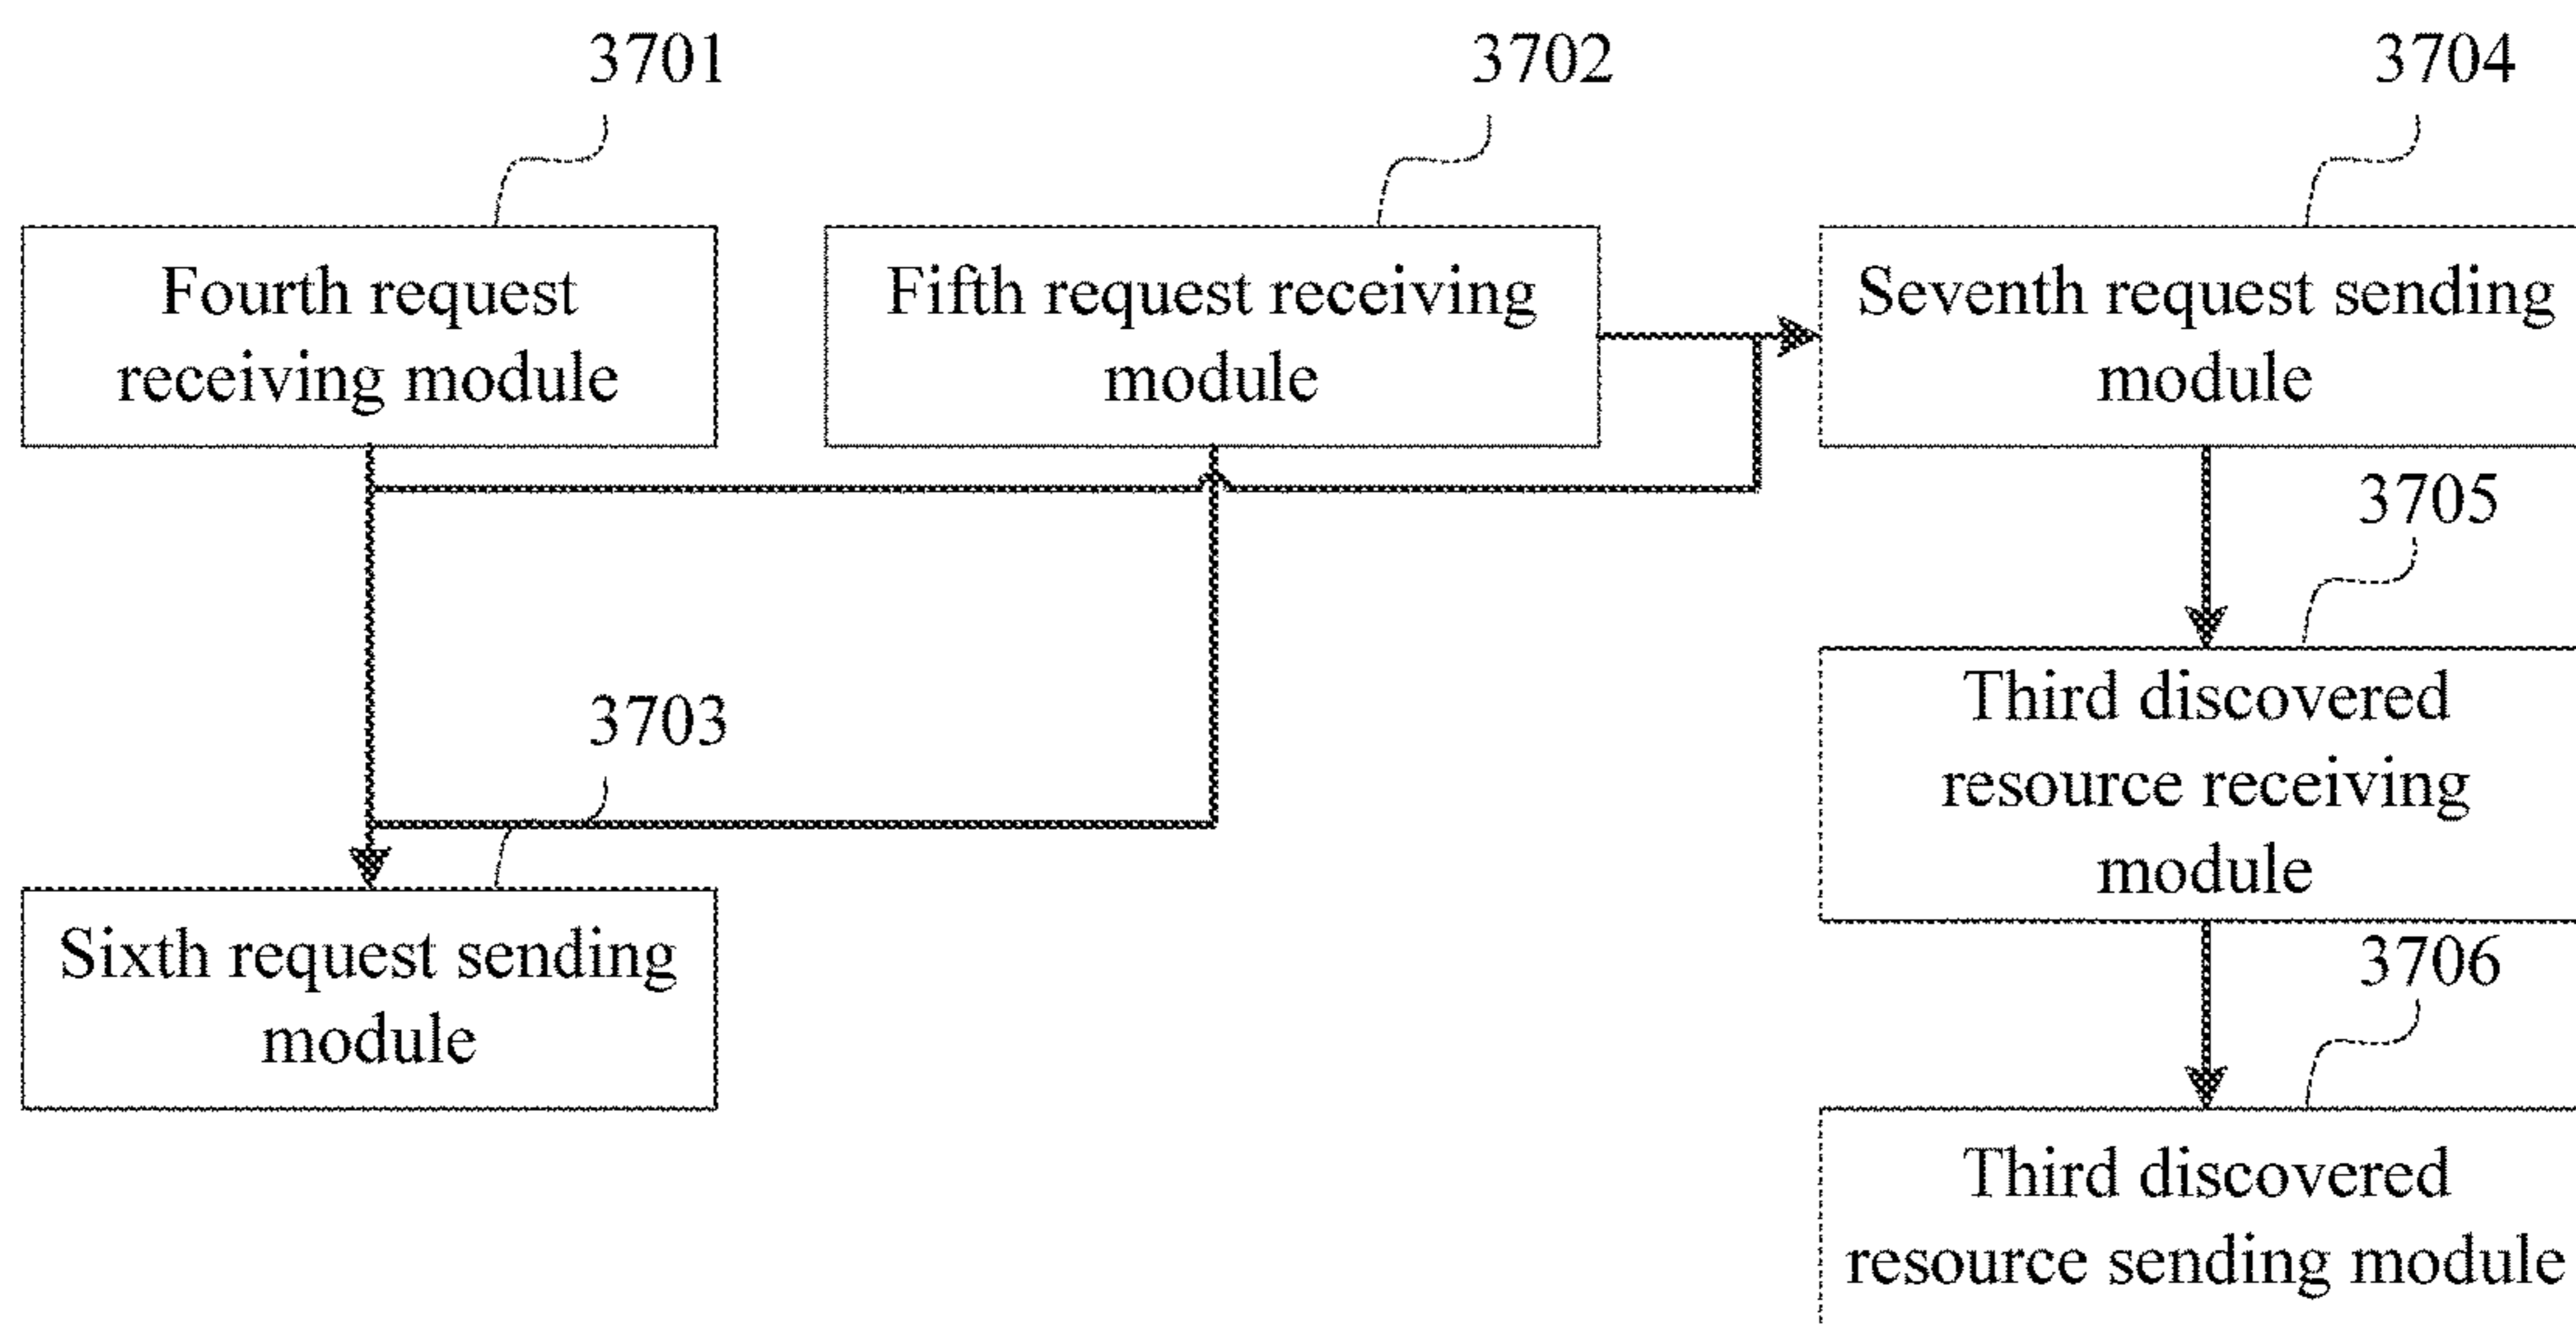 3701
3702
3704
Fourth request
receiving module
Fifth request receiving
module
Seventh request sending
module
3705
Third discovered
resource receiving
module
3703
Sixth request sending
module
3706
Third discovered
resource sending module